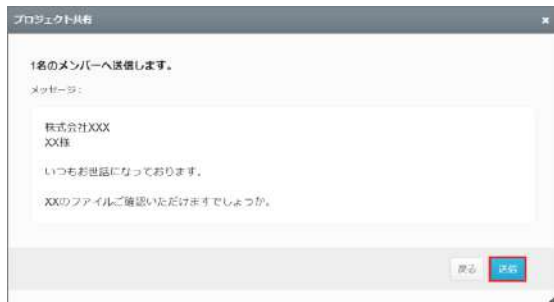 プロジェクト共有
×
1名のメンバーへ送信します。
メッセージ:
株式会社XXX
XX様
いつもお世話になっております。
XXのファイルご確認いただけますでしょうか。
戻る
送信